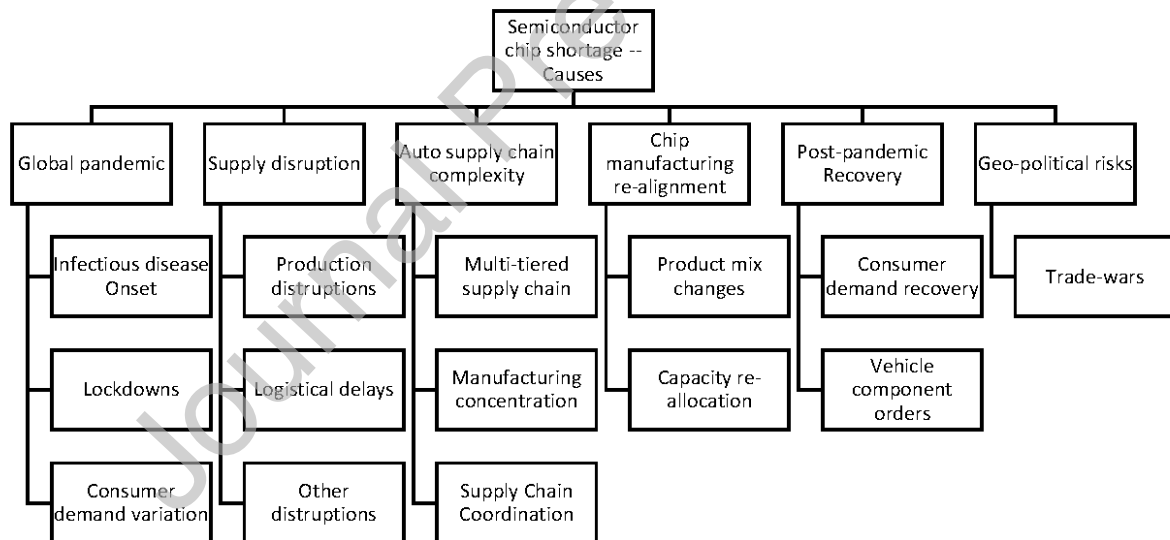 Semiconductor
chip shortage --
Causes
Global pandemic
Supply disruption
Auto supply chain
complexity
Chip
manufacturing
re-alignment
Post-pandemic
Recovery
Geo-political risks
Infectious disease
Onset
Production
distruptions
Multi-tiered
supply chain
Product mix
changes
Consumer
demand recovery
Trade-wars
Lockdowns
Logistical delays
Manufacturing
concentration
Capacity re-
allocation
Vehicle
component
orders
Consumer
demand variation
Other
distruptions
Supply Chain
Coordination
Journal Pre